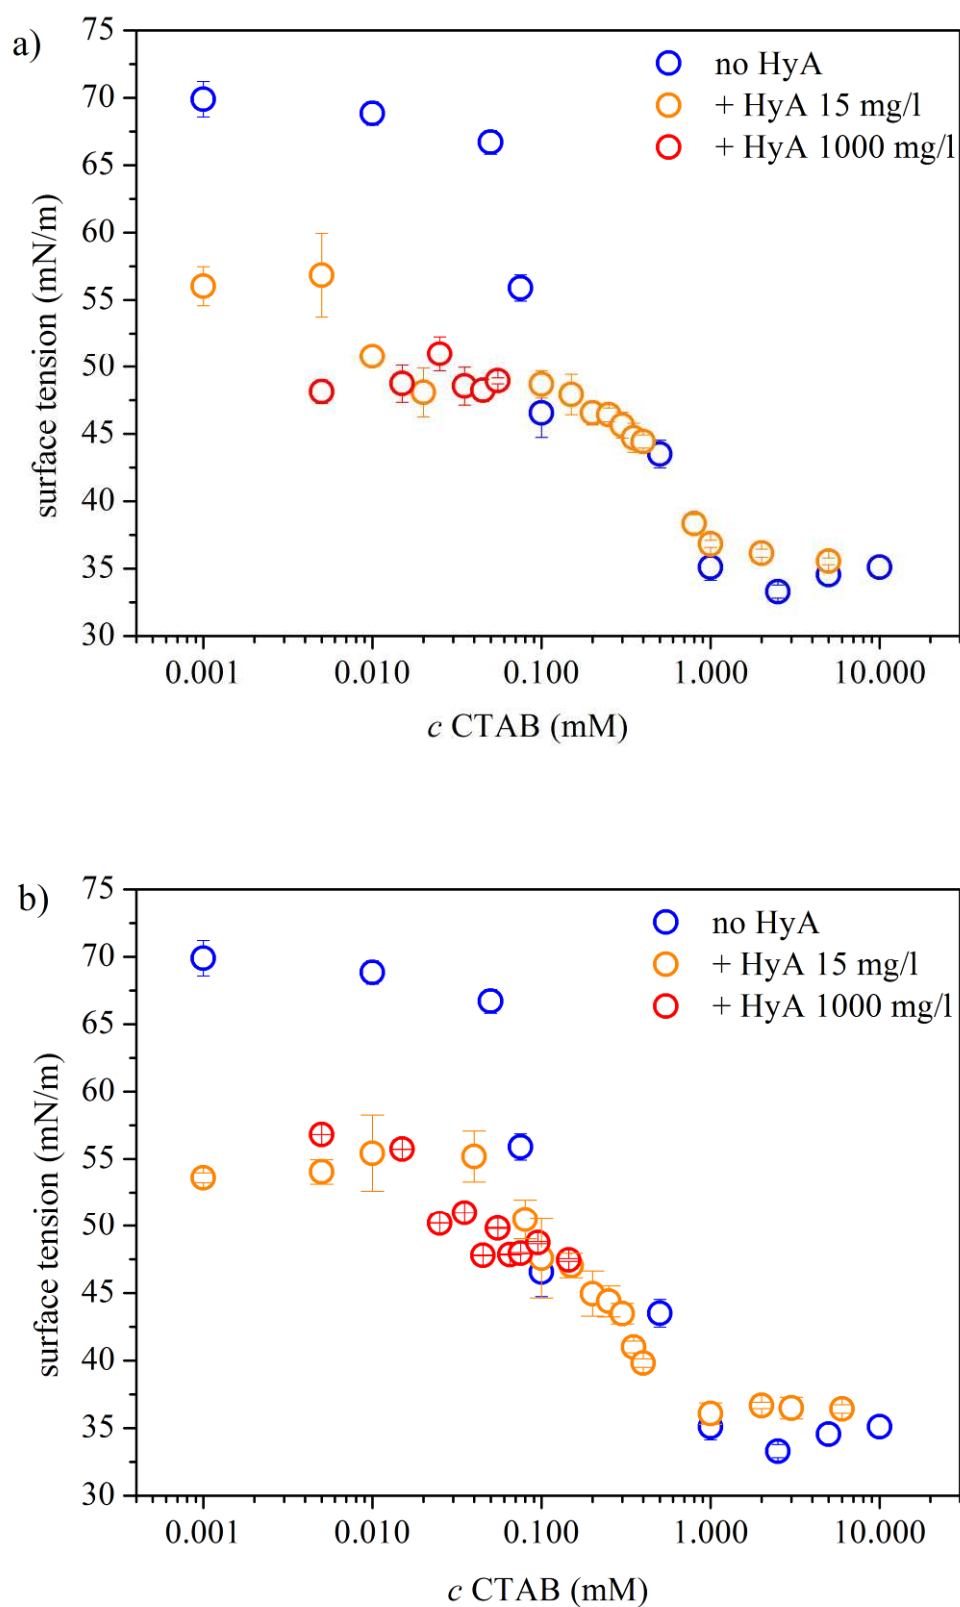 a)
75
70
65
60
55
50
45
40
35
30
surface tension (mN/m)
no HyA
+ HyA 15 mg/l
+ HyA 1000 mg/l
0.001 0.010 0.100 1.000 10.000
c CTAB (mM)
b)
75
70
65
60
55
50
45
40
35
30
surface tension (mN/m)
no HyA
+ HyA 15 mg/l
+ HyA 1000 mg/l
0.001 0.010 0.100 1.000 10.000
c CTAB (mM)